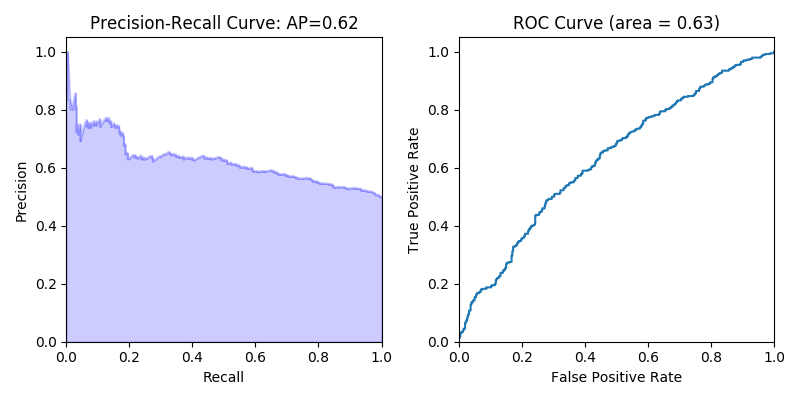 Precision-Recall Curve: AP=0.62
1.0
0.8
0.6
0.4
0.2
0.0
Precision
0.0 0.2 0.4 0.6 0.8 1.0
Recall
ROC Curve (area = 0.63)
1.0
0.8
0.6
0.4
0.2
0.0
True Positive Rate
0.0 0.2 0.4 0.6 0.8 1.0
False Positive Rate